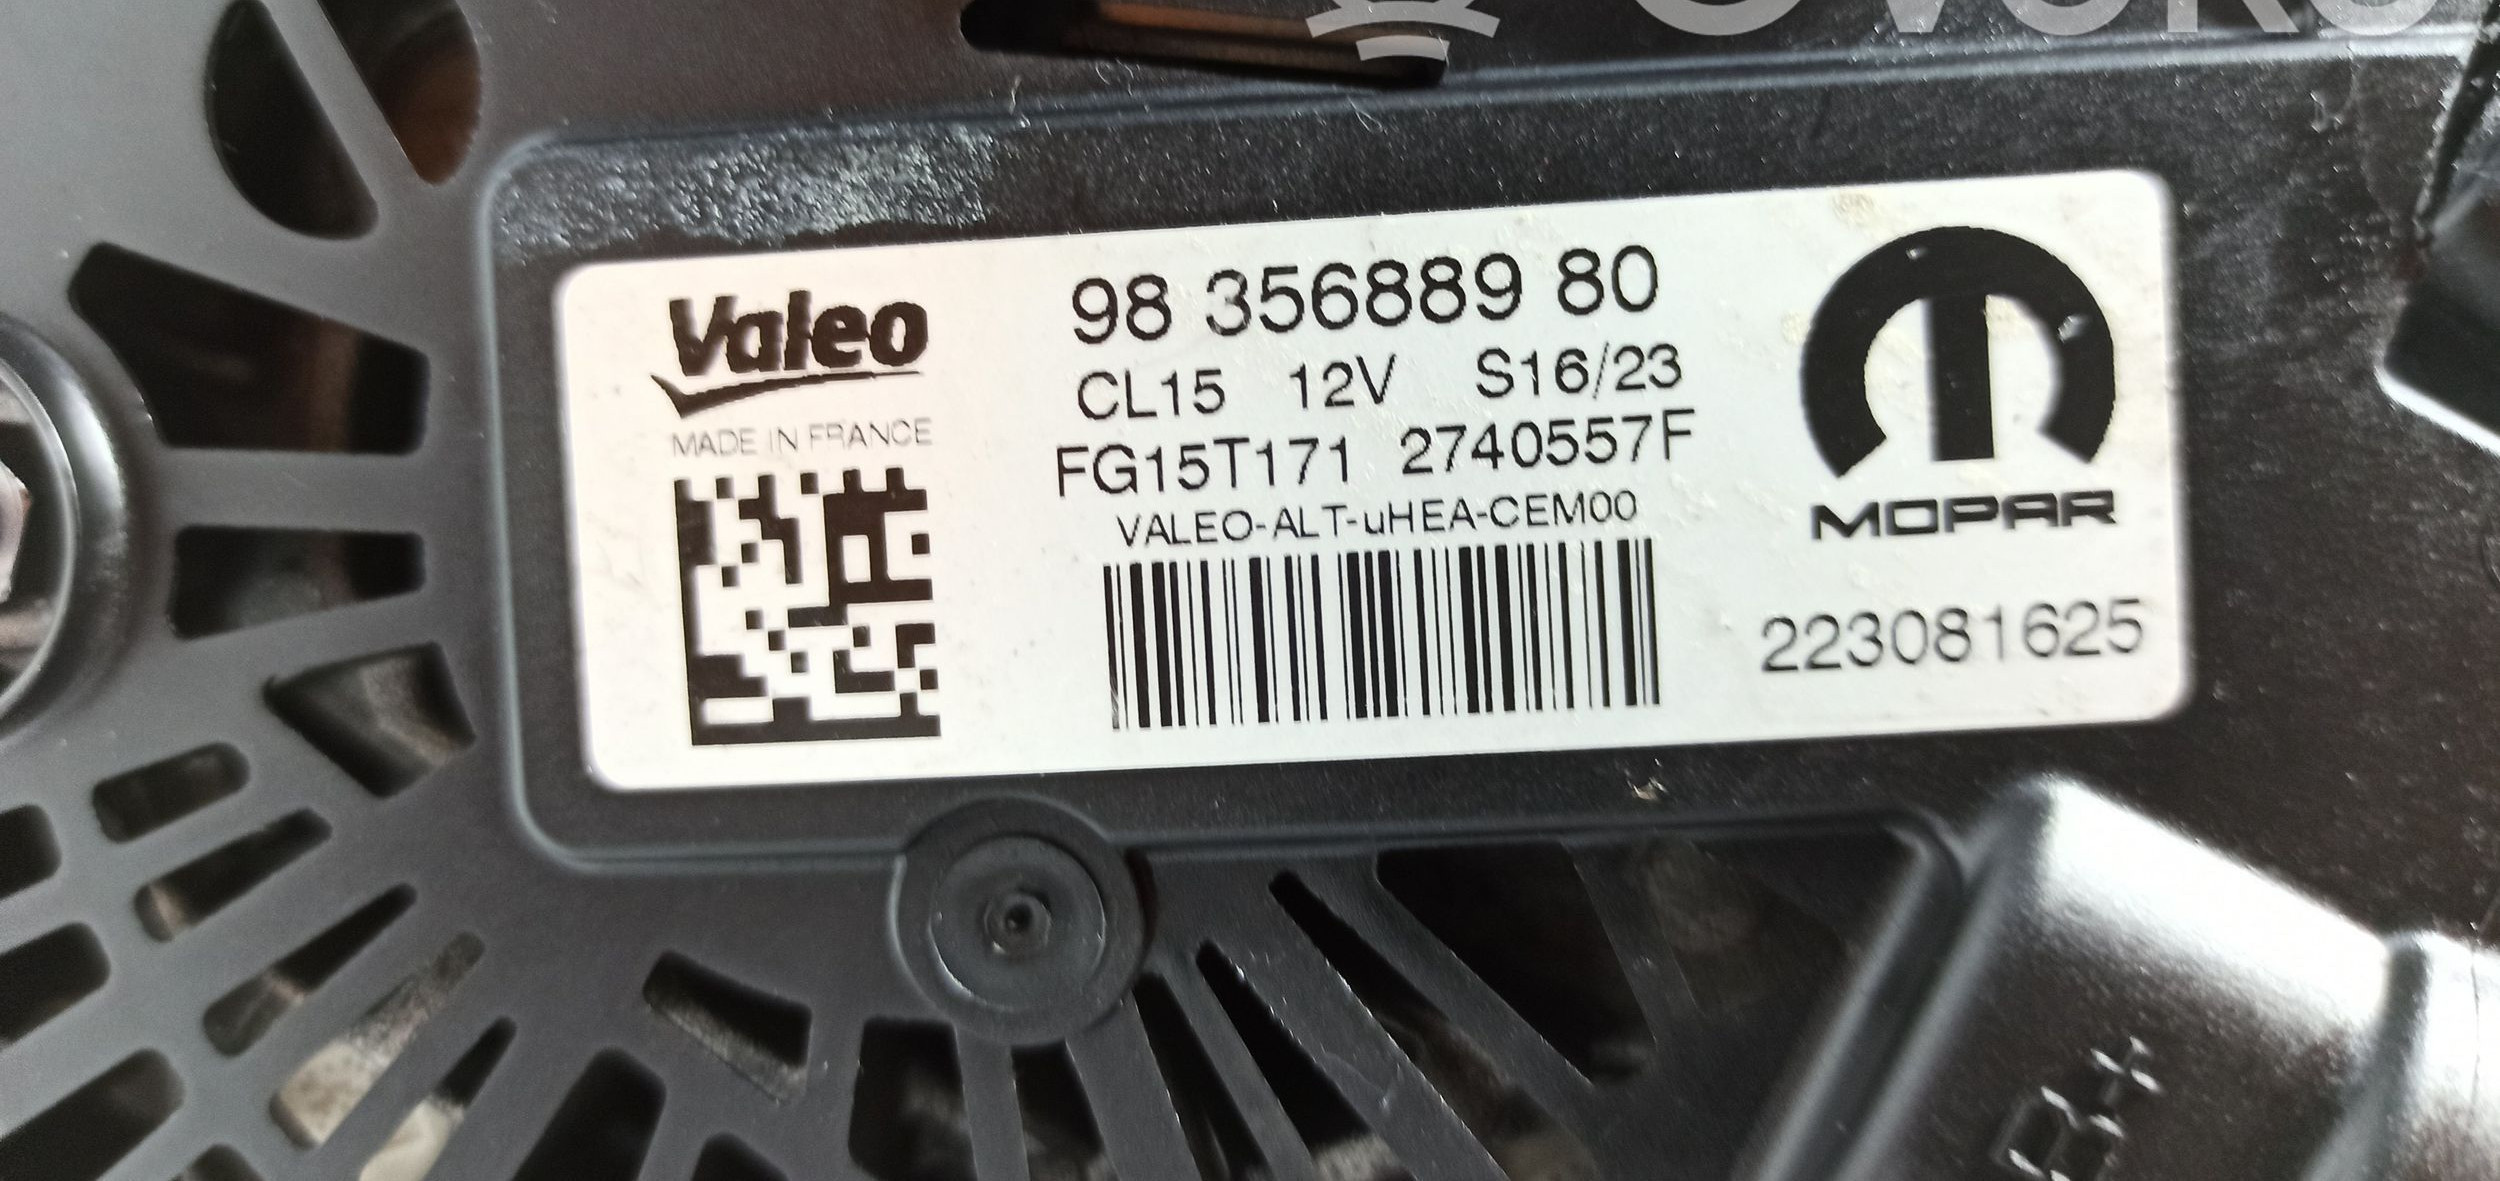 Valeo
MADE IN FRANCE
98 356889 80
CL15 12V S16/23
FG15T171 2740557F
VALEO-ALT-uHEA-CEM00
MOPAR
223081625
B+